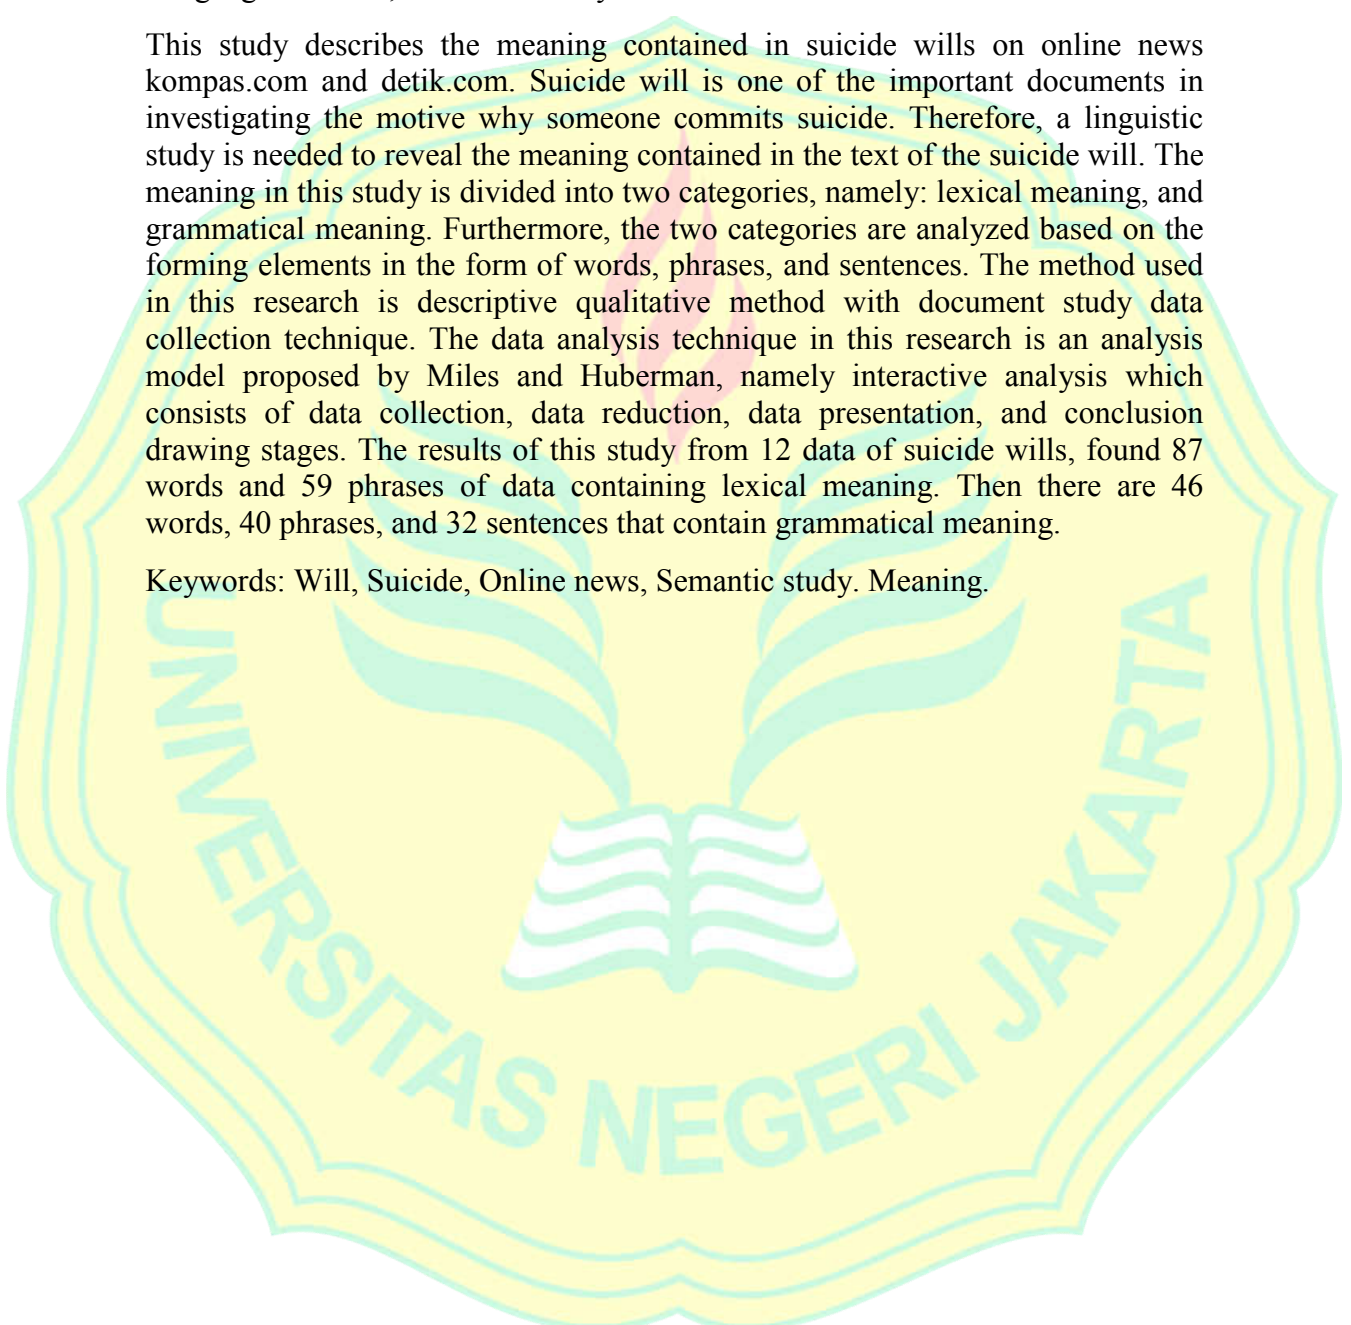 This study describes the meaning contained in suicide wills on online news
kompas.com and detik.com. Suicide will is one of the important documents in
investigating the motive why someone commits suicide. Therefore, a linguistic
study is needed to reveal the meaning contained in the text of the suicide will. The
meaning in this study is divided into two categories, namely: lexical meaning, and
grammatical meaning. Furthermore, the two categories are analyzed based on the
forming elements in the form of words, phrases, and sentences. The method used
in this research is descriptive qualitative method with document study data
collection technique. The data analysis technique in this research is an analysis
model proposed by Miles and Huberman, namely interactive analysis which
consists of data collection, data reduction, data presentation, and conclusion
drawing stages. The results of this study from 12 data of suicide wills, found 87
words and 59 phrases of data containing lexical meaning. Then there are 46
words, 40 phrases, and 32 sentences that contain grammatical meaning.
Keywords: Will, Suicide, Online news, Semantic study. Meaning.
UNIVERSITAS NEGERI JAKARTA